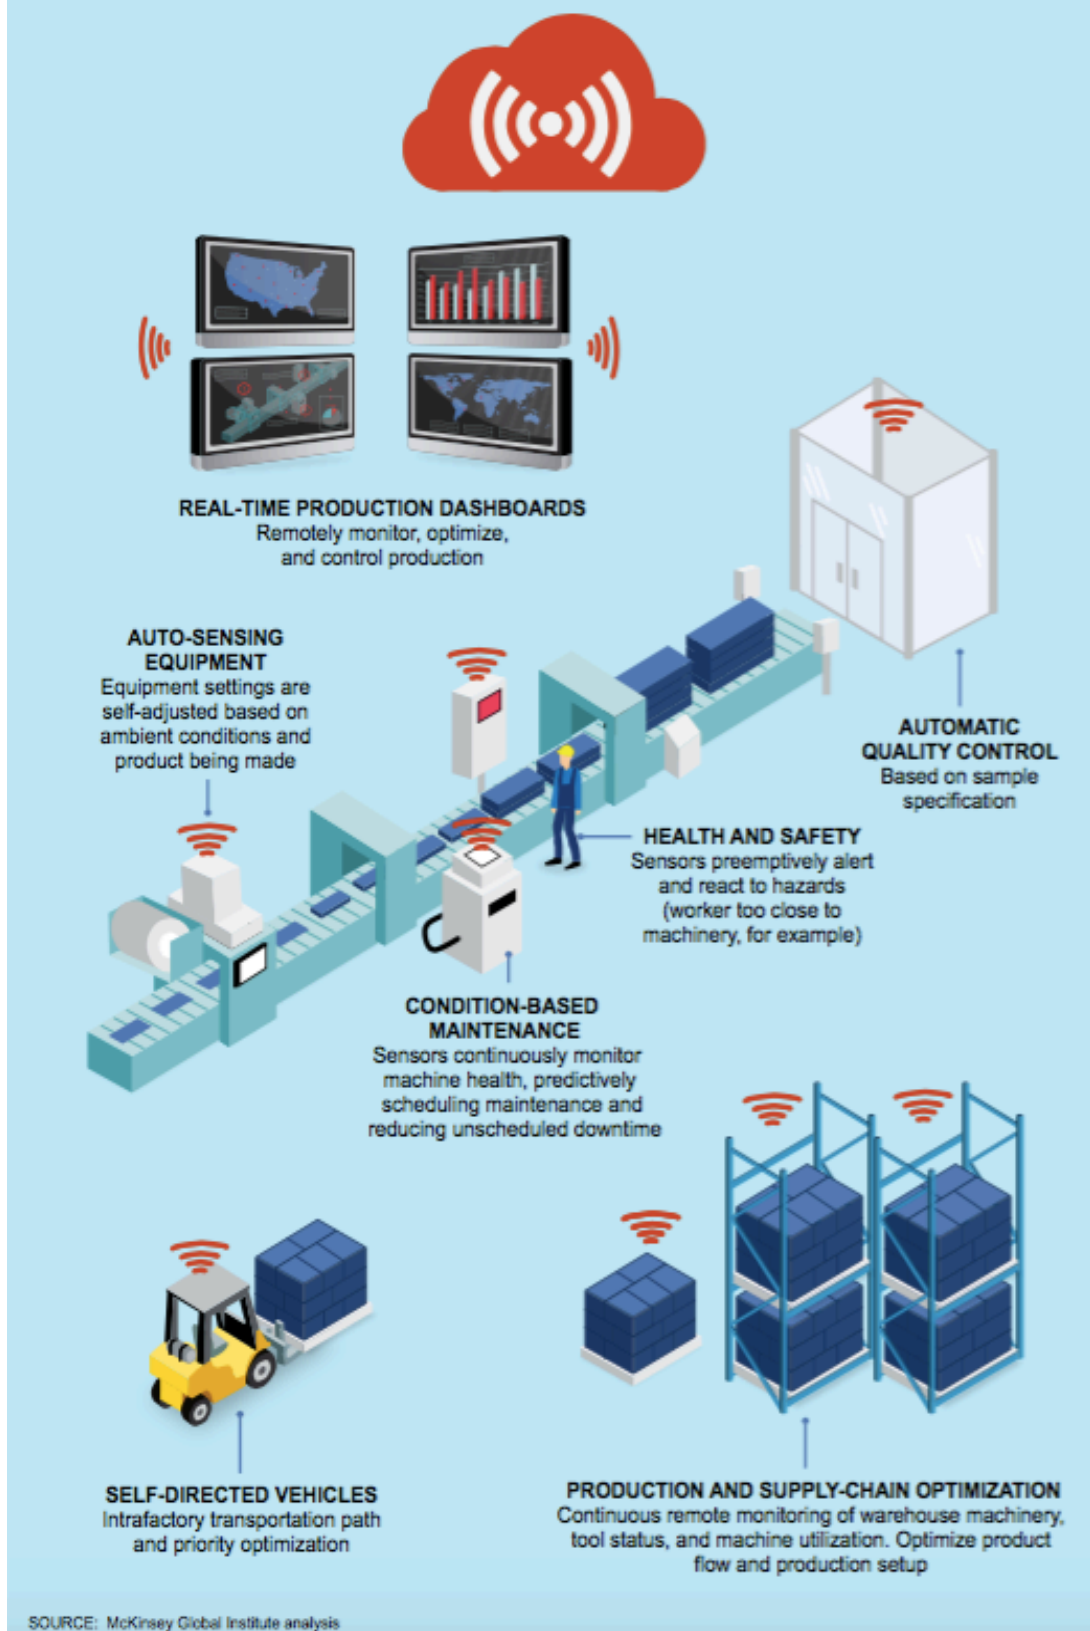 REAL-TIME PRODUCTION DASHBOARDS
Remotely monitor, optimize,
and control production
AUTO-SENSING
EQUIPMENT
Equipment settings are
self-adjusted based on
ambient conditions and
product being made
AUTOMATIC
QUALITY CONTROL
Based on sample
specification
HEALTH AND SAFETY
Sensors preemptively alert
and react to hazards
(worker too close to
machinery, for example)
CONDITION-BASED
MAINTENANCE
Sensors continuously monitor
machine health, predictively
scheduling maintenance and
reducing unscheduled downtime
SELF-DIRECTED VEHICLES
Intrafactory transportation path
and priority optimization
PRODUCTION AND SUPPLY-CHAIN OPTIMIZATION
Continuous remote monitoring of warehouse machinery,
tool status, and machine utilization. Optimize product
flow and production setup
SOURCE: McKinsey Global Institute analysis